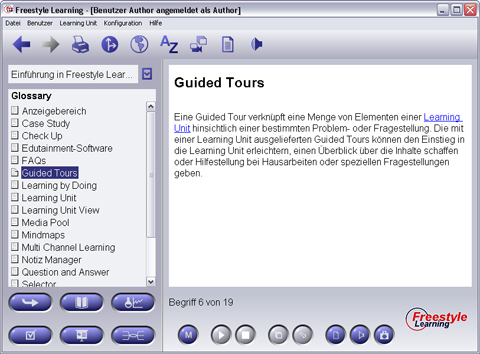 Freestyle Learning - [Benutzer Author angemeldet als Author]
Datei Benutzer Learning Unit Konfiguration Hilfe
AZ
Einführung in Freestyle Lear...
Glossary
Anzeigebereich
Case Study
Check Up
Edutainment-Software
FAQs
Guided Tours
Learning by Doing
Learning Unit
Learning Unit View
Media Pool
Mindmaps
Multi Channel Learning
Notiz Manager
Question and Answer
Selector
Guided Tours
Eine Guided Tour verknüpft eine Menge von Elementen einer Learning
Unit hinsichtlich einer bestimmten Problem- oder Fragestellung. Die mit
einer Learning Unit ausgelieferten Guided Tours können den Einstieg in
die Learning Unit erleichtern, einen Überblick über die Inhalte schaffen
oder Hilfestellung bei Hausarbeiten oder speziellen Fragestellungen
geben.
Begriff 6 von 19
M
Freestyle
Learning